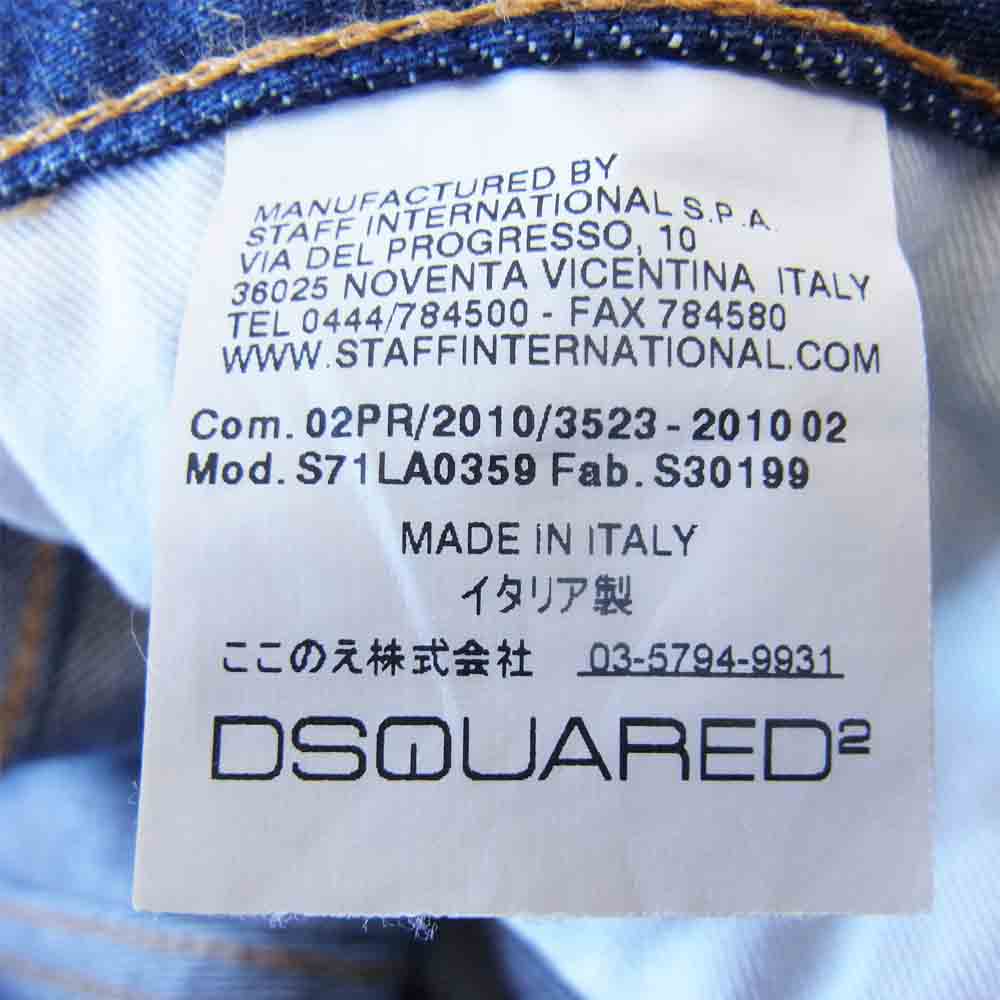 MANUFACTURED BY
STAFF INTERNATIONAL S.P.A.
VIA DEL PROGRESSO, 10
36025 NOVENTA VICENTINA ITALY
TEL 0444/784500 - FAX 784580
WWW.STAFFINTERNATIONAL.COM
Com. 02PR/2010/3523 - 2010 02
Mod. S71LA0359 Fab. S30199
MADE IN ITALY
イタリア製
ここのえ株式会社 03-5794-9931
DSQUARED²